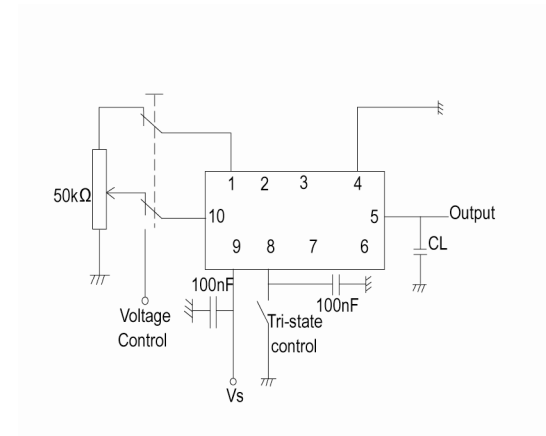 1 2 3 4
50kΩ
10
5
Output
9 8 7 6
CL
100nF
100nF
Voltage
Control
Tri-state
control
Vs